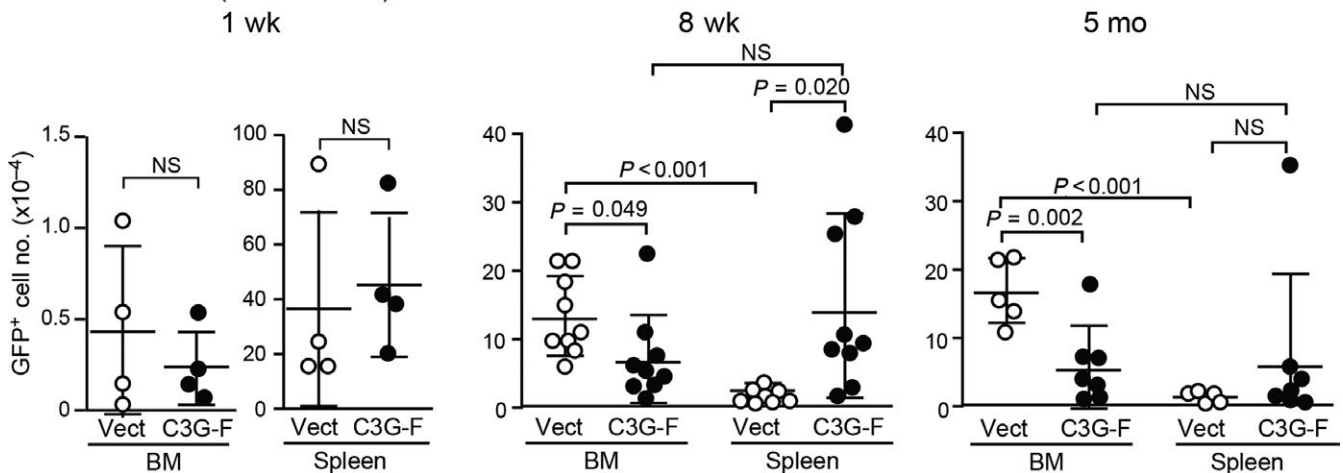 1 wk
8 wk
5 mo
GFP⁺ cell no. (x10⁻⁴)
1.5
1.0
0.5
0
NS
Vect C3G-F
BM
100
80
60
40
20
0
NS
Vect C3G-F
Spleen
40
30
20
10
0
NS
P = 0.020
P < 0.001
P = 0.049
Vect C3G-F Vect C3G-F
BM Spleen
40
30
20
10
0
NS
NS
P < 0.001
P = 0.002
Vect C3G-F Vect C3G-F
BM Spleen